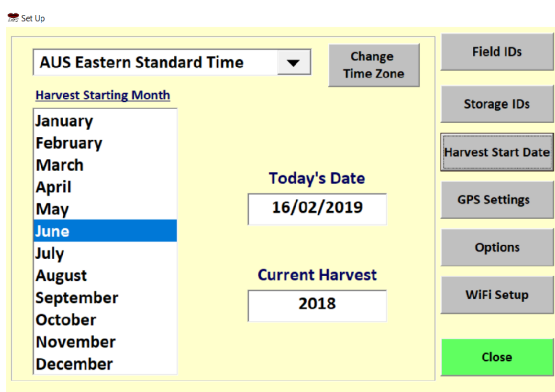 Set Up
AUS Eastern Standard Time
Change
Time Zone
Harvest Starting Month
January
February
March
April
May
June
July
August
September
October
November
December
Today's Date
16/02/2019
Current Harvest
2018
Field IDs
Storage IDs
Harvest Start Date
GPS Settings
Options
WiFi Setup
Close